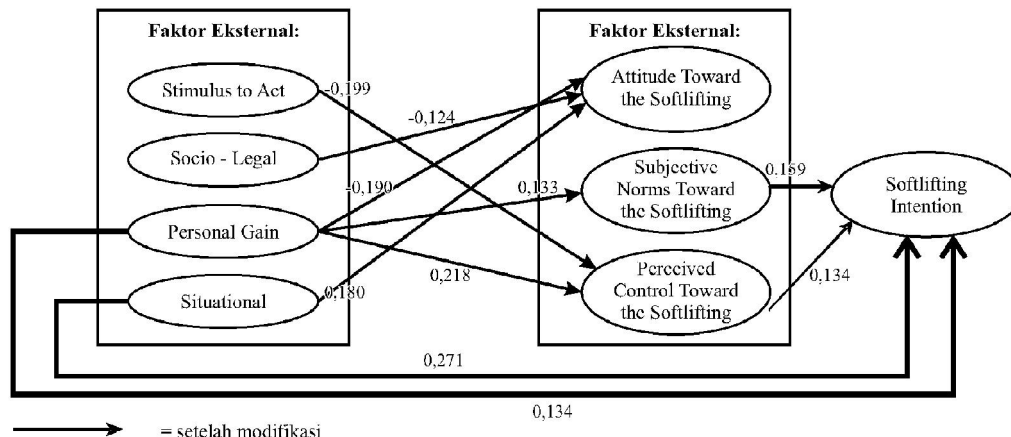 Faktor Eksternal:
Stimulus to Act
Socio - Legal
Personal Gain
Situational
-0,199
-0,124
-0,190
0,133
0,218
0,180
Faktor Eksternal:
Attitude Toward
the Softlifting
Subjective
Norms Toward
the Softlifting
Perceived
Control Toward
the Softlifting
0,134
Softlifting
Intention
0,271
0,134
= setelah modifikasi